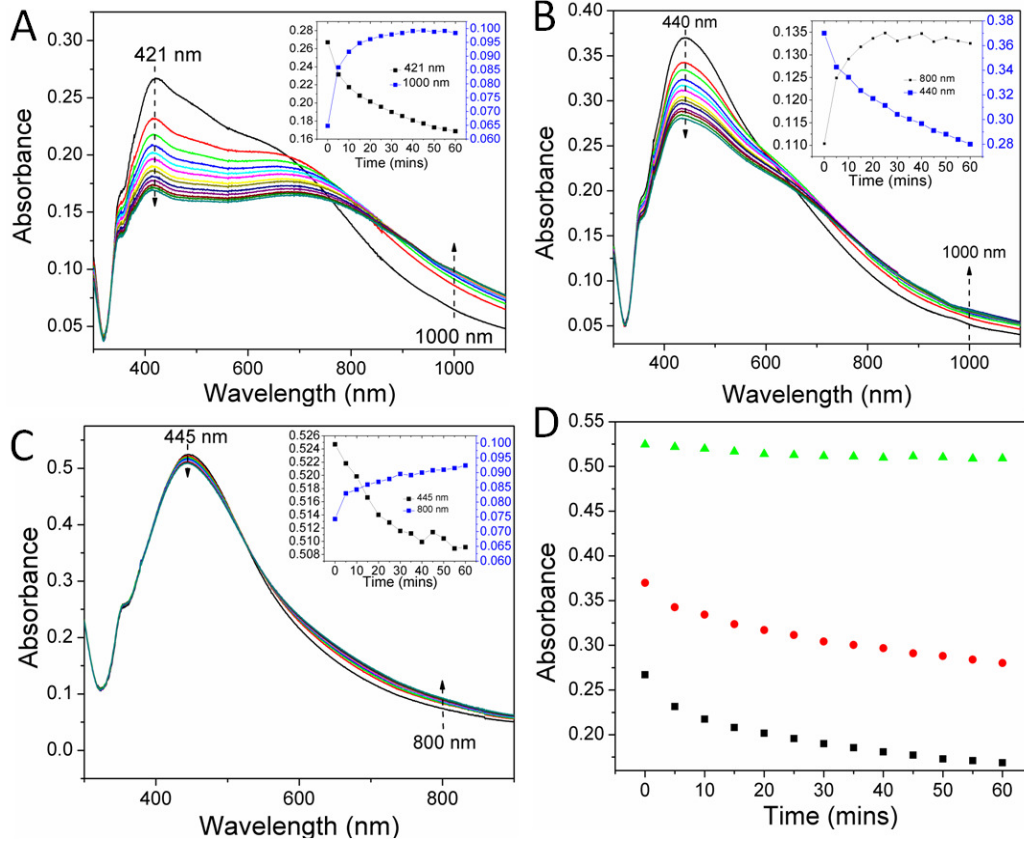 A
421 nm
1000 nm
0.30
0.25
0.20
0.15
0.10
0.05
Absorbance
400 600 800 1000
Wavelength (nm)
0.28
0.26
0.24
0.22
0.20
0.18
0.16
421 nm
1000 nm
0.100
0.095
0.090
0.085
0.080
0.075
0.070
0.065
0.060
0 10 20 30 40 50 60
Time (mins)
B
440 nm
1000 nm
0.40
0.35
0.30
0.25
0.20
0.15
0.10
0.05
Absorbance
400 600 800 1000
Wavelength (nm)
0.135
0.130
0.125
0.120
0.115
0.110
800 nm
440 nm
0.38
0.36
0.34
0.32
0.30
0.28
0 10 20 30 40 50 60
Time (mins)
C
445 nm
800 nm
0.5
0.4
0.3
0.2
0.1
0.0
Absorbance
400 600 800
Wavelength (nm)
0.526
0.524
0.522
0.520
0.518
0.516
0.514
0.512
0.510
0.508
445 nm
800 nm
0.100
0.095
0.090
0.085
0.080
0.075
0.070
0.065
0.060
0 10 20 30 40 50 60
Time (mins)
D
0.55
0.50
0.45
0.40
0.35
0.30
0.25
0.20
Absorbance
0 10 20 30 40 50 60
Time (mins)